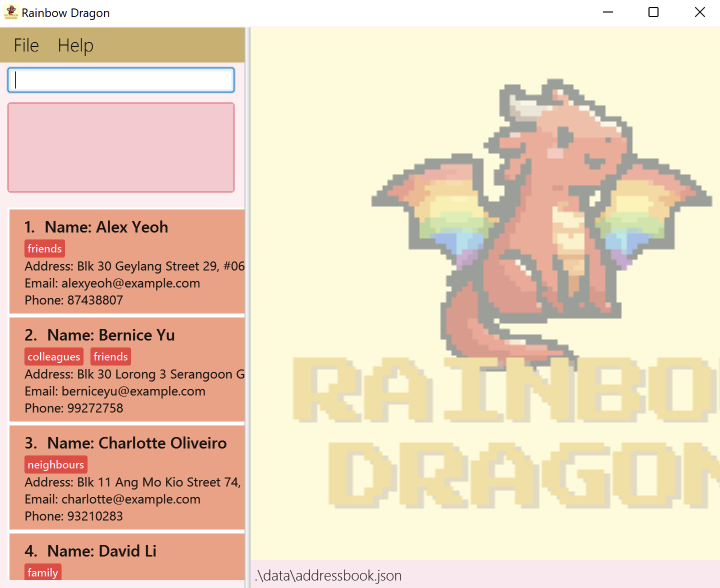 Rainbow Dragon
File Help
1. Name: Alex Yeoh
friends
Address: Blk 30 Geylang Street 29, #06
Email: alexyeoh@example.com
Phone: 87438807
2. Name: Bernice Yu
colleagues friends
Address: Blk 30 Lorong 3 Serangoon G
Email: berniceyu@example.com
Phone: 99272758
3. Name: Charlotte Oliveiro
neighbours
Address: Blk 11 Ang Mo Kio Street 74,
Email: charlotte@example.com
Phone: 93210283
4. Name: David Li
family
RAINBO
DRAGON
.\data\addressbook.json